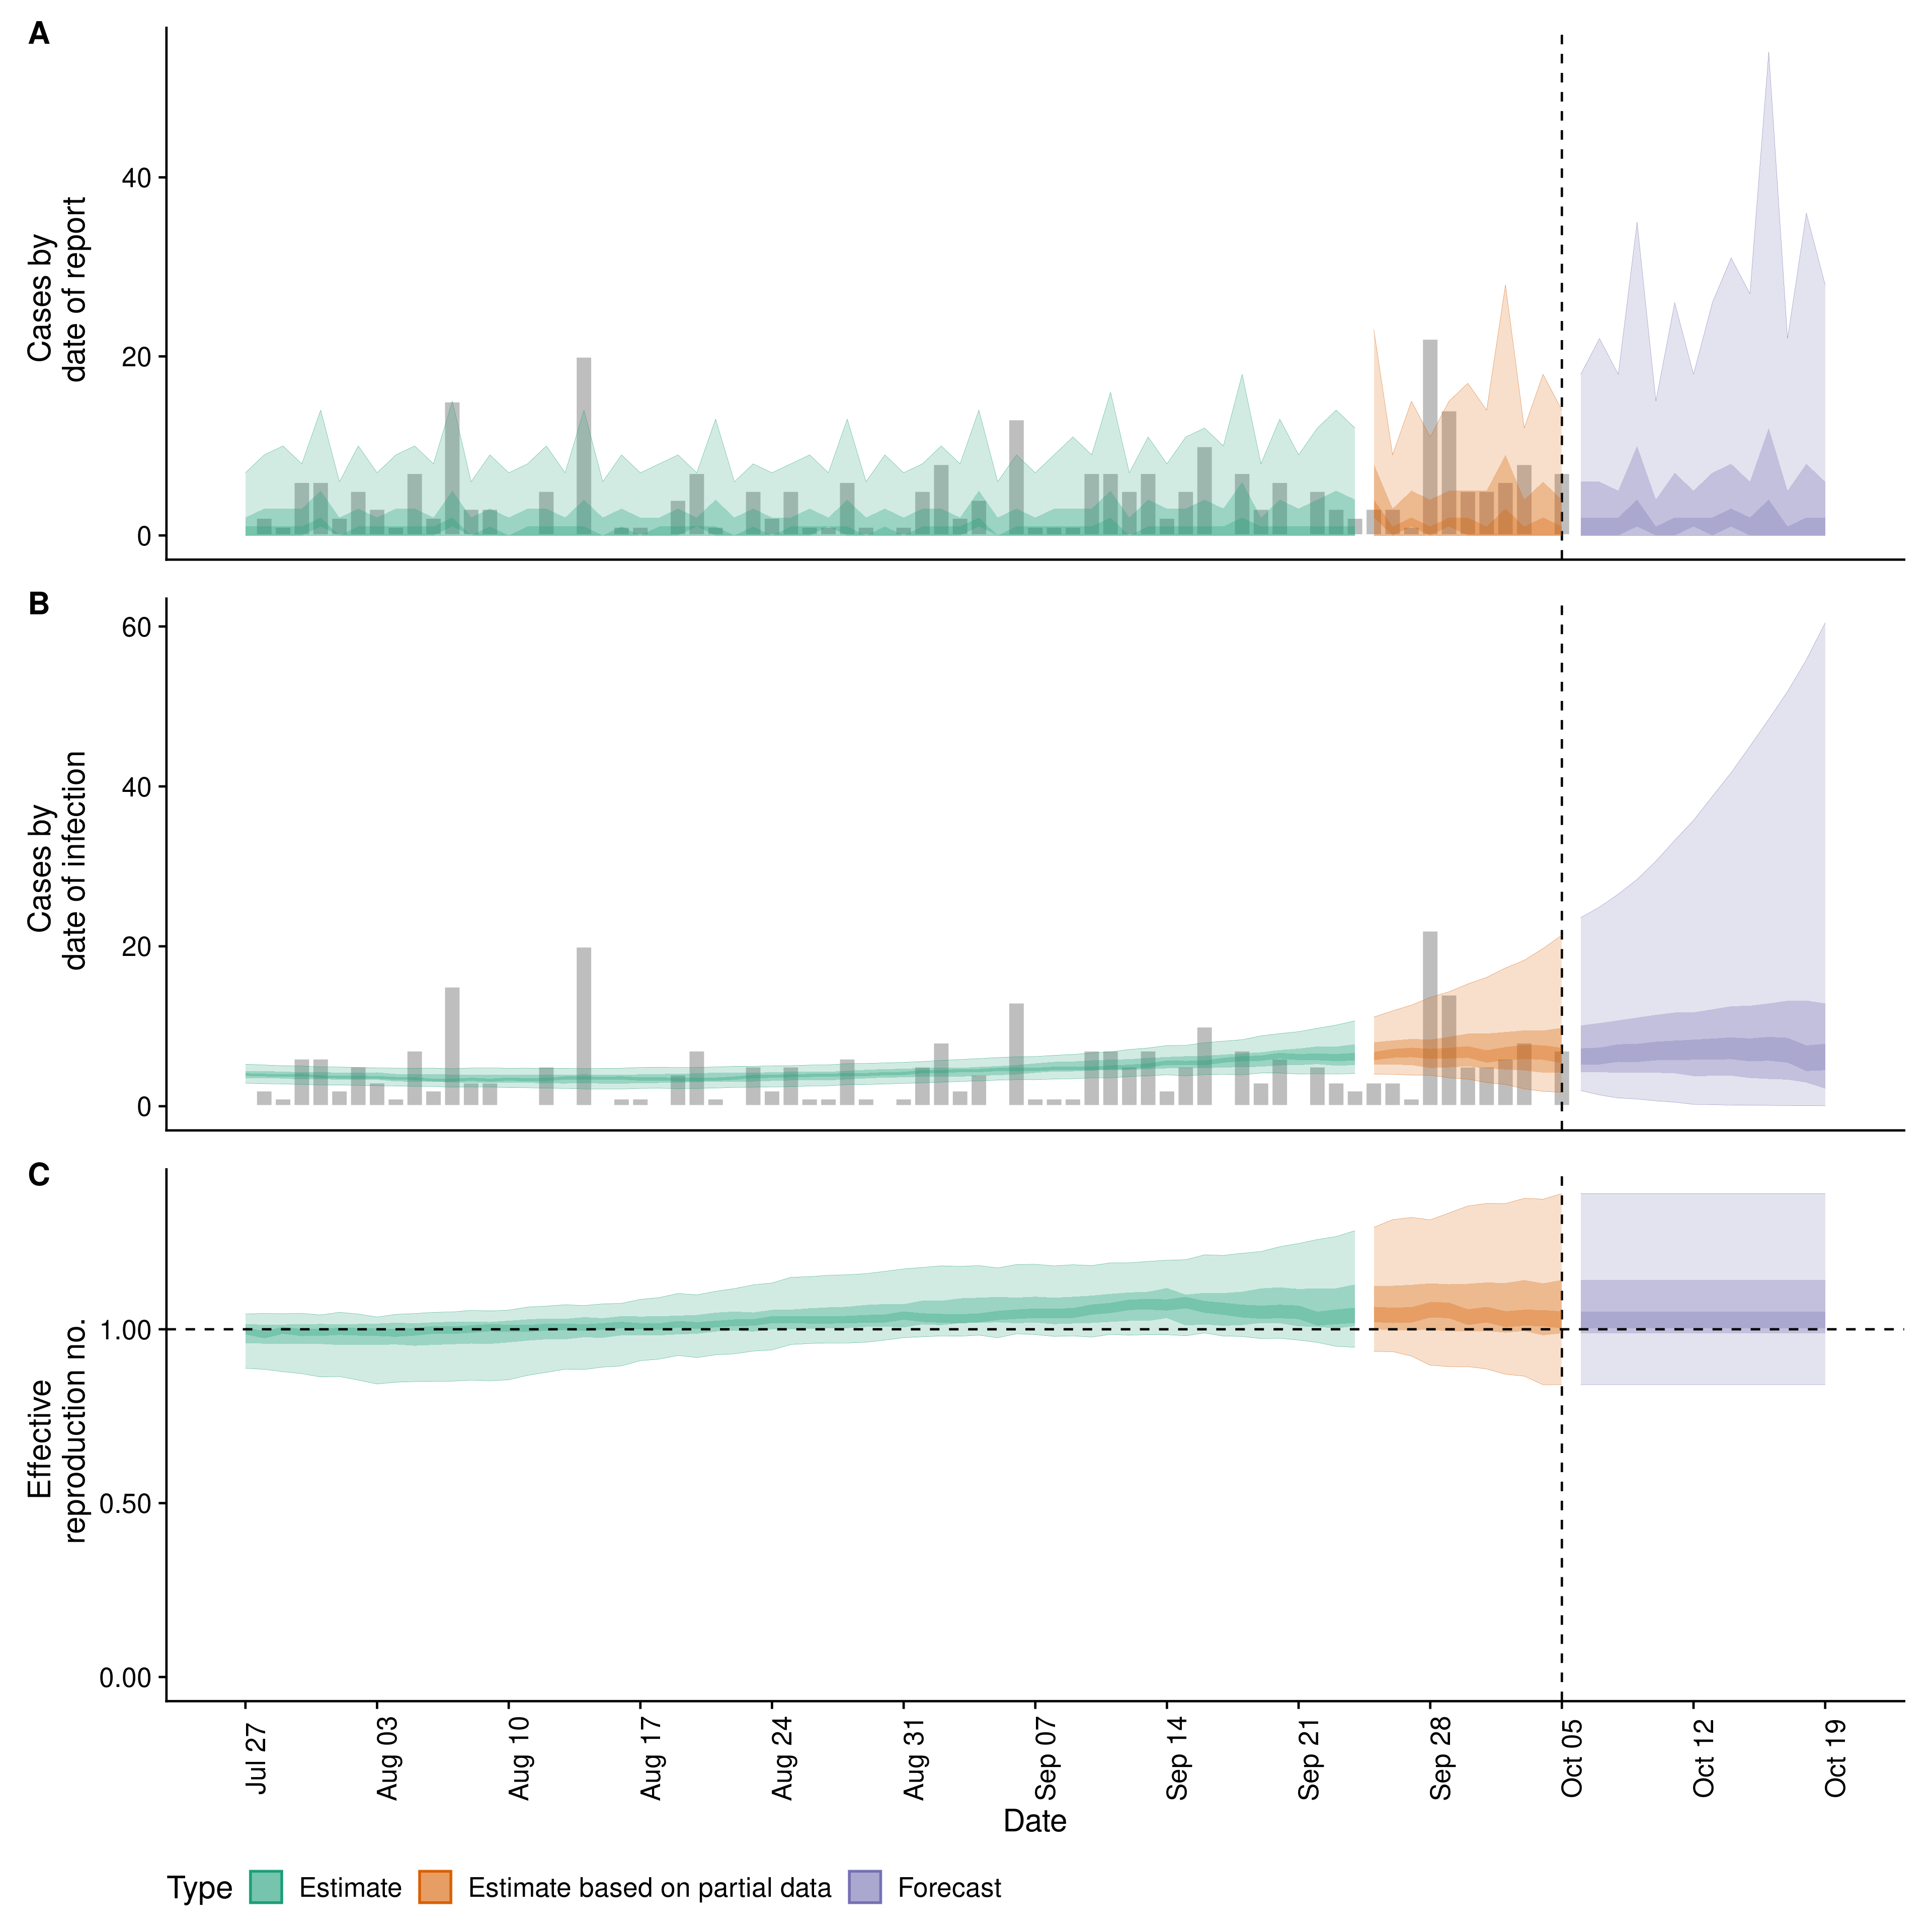 A
Cases by
date of report
40
20
0
B
Cases by
date of infection
60
40
20
0
C
Effective
reproduction no.
1.00
0.50
0.00
Jul 27
Aug 03
Aug 10
Aug 17
Aug 24
Aug 31
Sep 07
Sep 14
Sep 21
Sep 28
Oct 05
Oct 12
Oct 19
Date
Type Estimate Estimate based on partial data Forecast